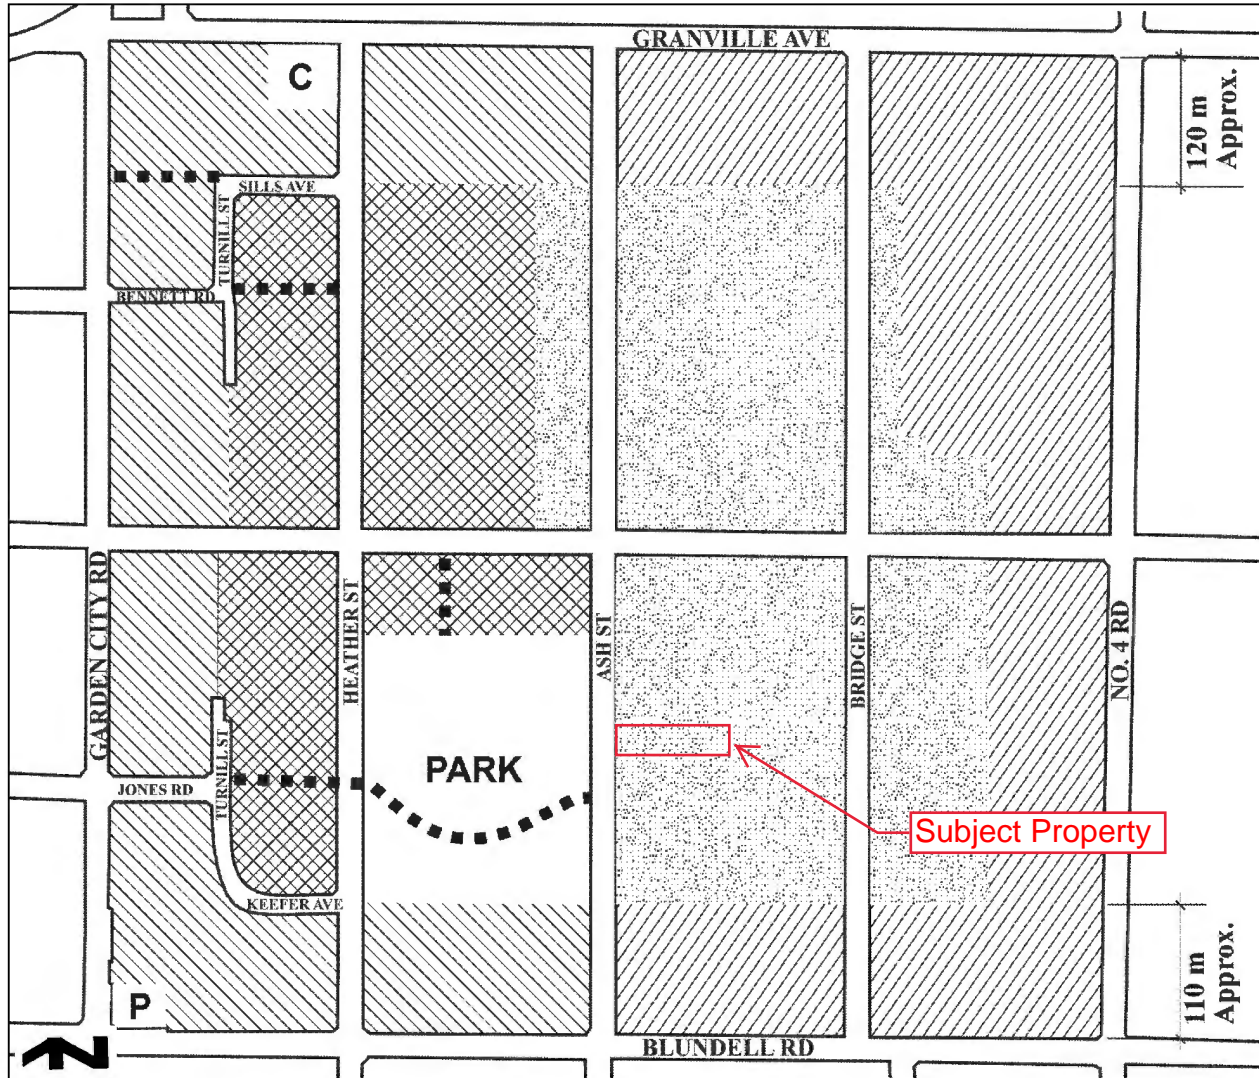 GRANVILLE AVE
C
120 m
Approx.
SILLS AVE
TURNILL ST
BENNETT RD
GARDEN CITY RD
HEATHER ST
ASH ST
BRIDGE ST
NO. 4 RD
TURNILL ST
PARK
JONES RD
Subject Property
KEEFER AVE
110 m
Approx.
P
N
BLUNDELL RD